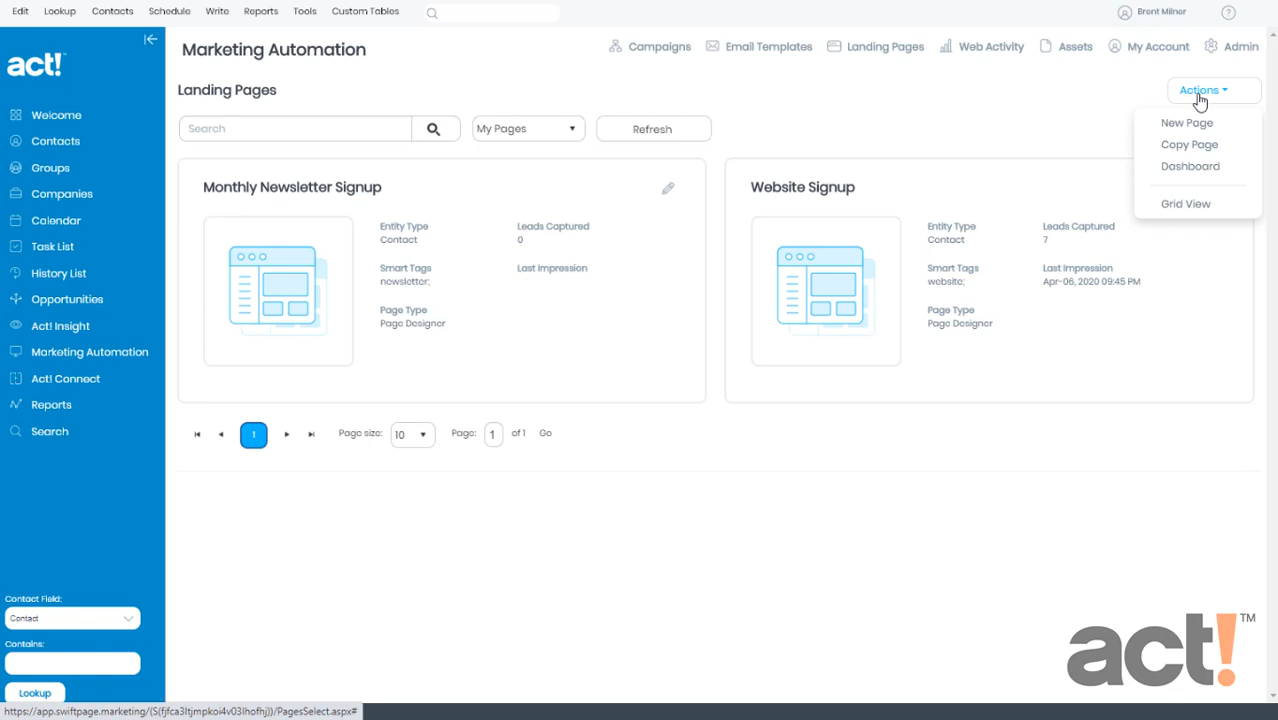 Edit Lookup Contacts Schedule Write Reports Tools Custom Tables Brent Milner ?
act!™
Marketing Automation
Campaigns Email Templates Landing Pages Web Activity Assets My Account Admin
Landing Pages
Actions
Search My Pages Refresh
New Page
Copy Page
Dashboard
Grid View
Welcome
Contacts
Groups
Companies
Calendar
Task List
History List
Opportunities
Act! Insight
Marketing Automation
Act! Connect
Reports
Search
Monthly Newsletter Signup
Entity Type Leads Captured
Contact 0
Smart Tags Last Impression
newsletter;
Page Type
Page Designer
Website Signup
Entity Type Leads Captured
Contact 7
Smart Tags Last Impression
website; Apr-06, 2020 09:45 PM
Page Type
Page Designer
1 Page size: 10 Page: 1 of 1 Go
Contact Field:
Contact
Contains:
Lookup
act!™
https://app.swiftpage.marketing/(S(fjfca3ltjmpkoi4v03lhofhj))/PagesSelect.aspx#